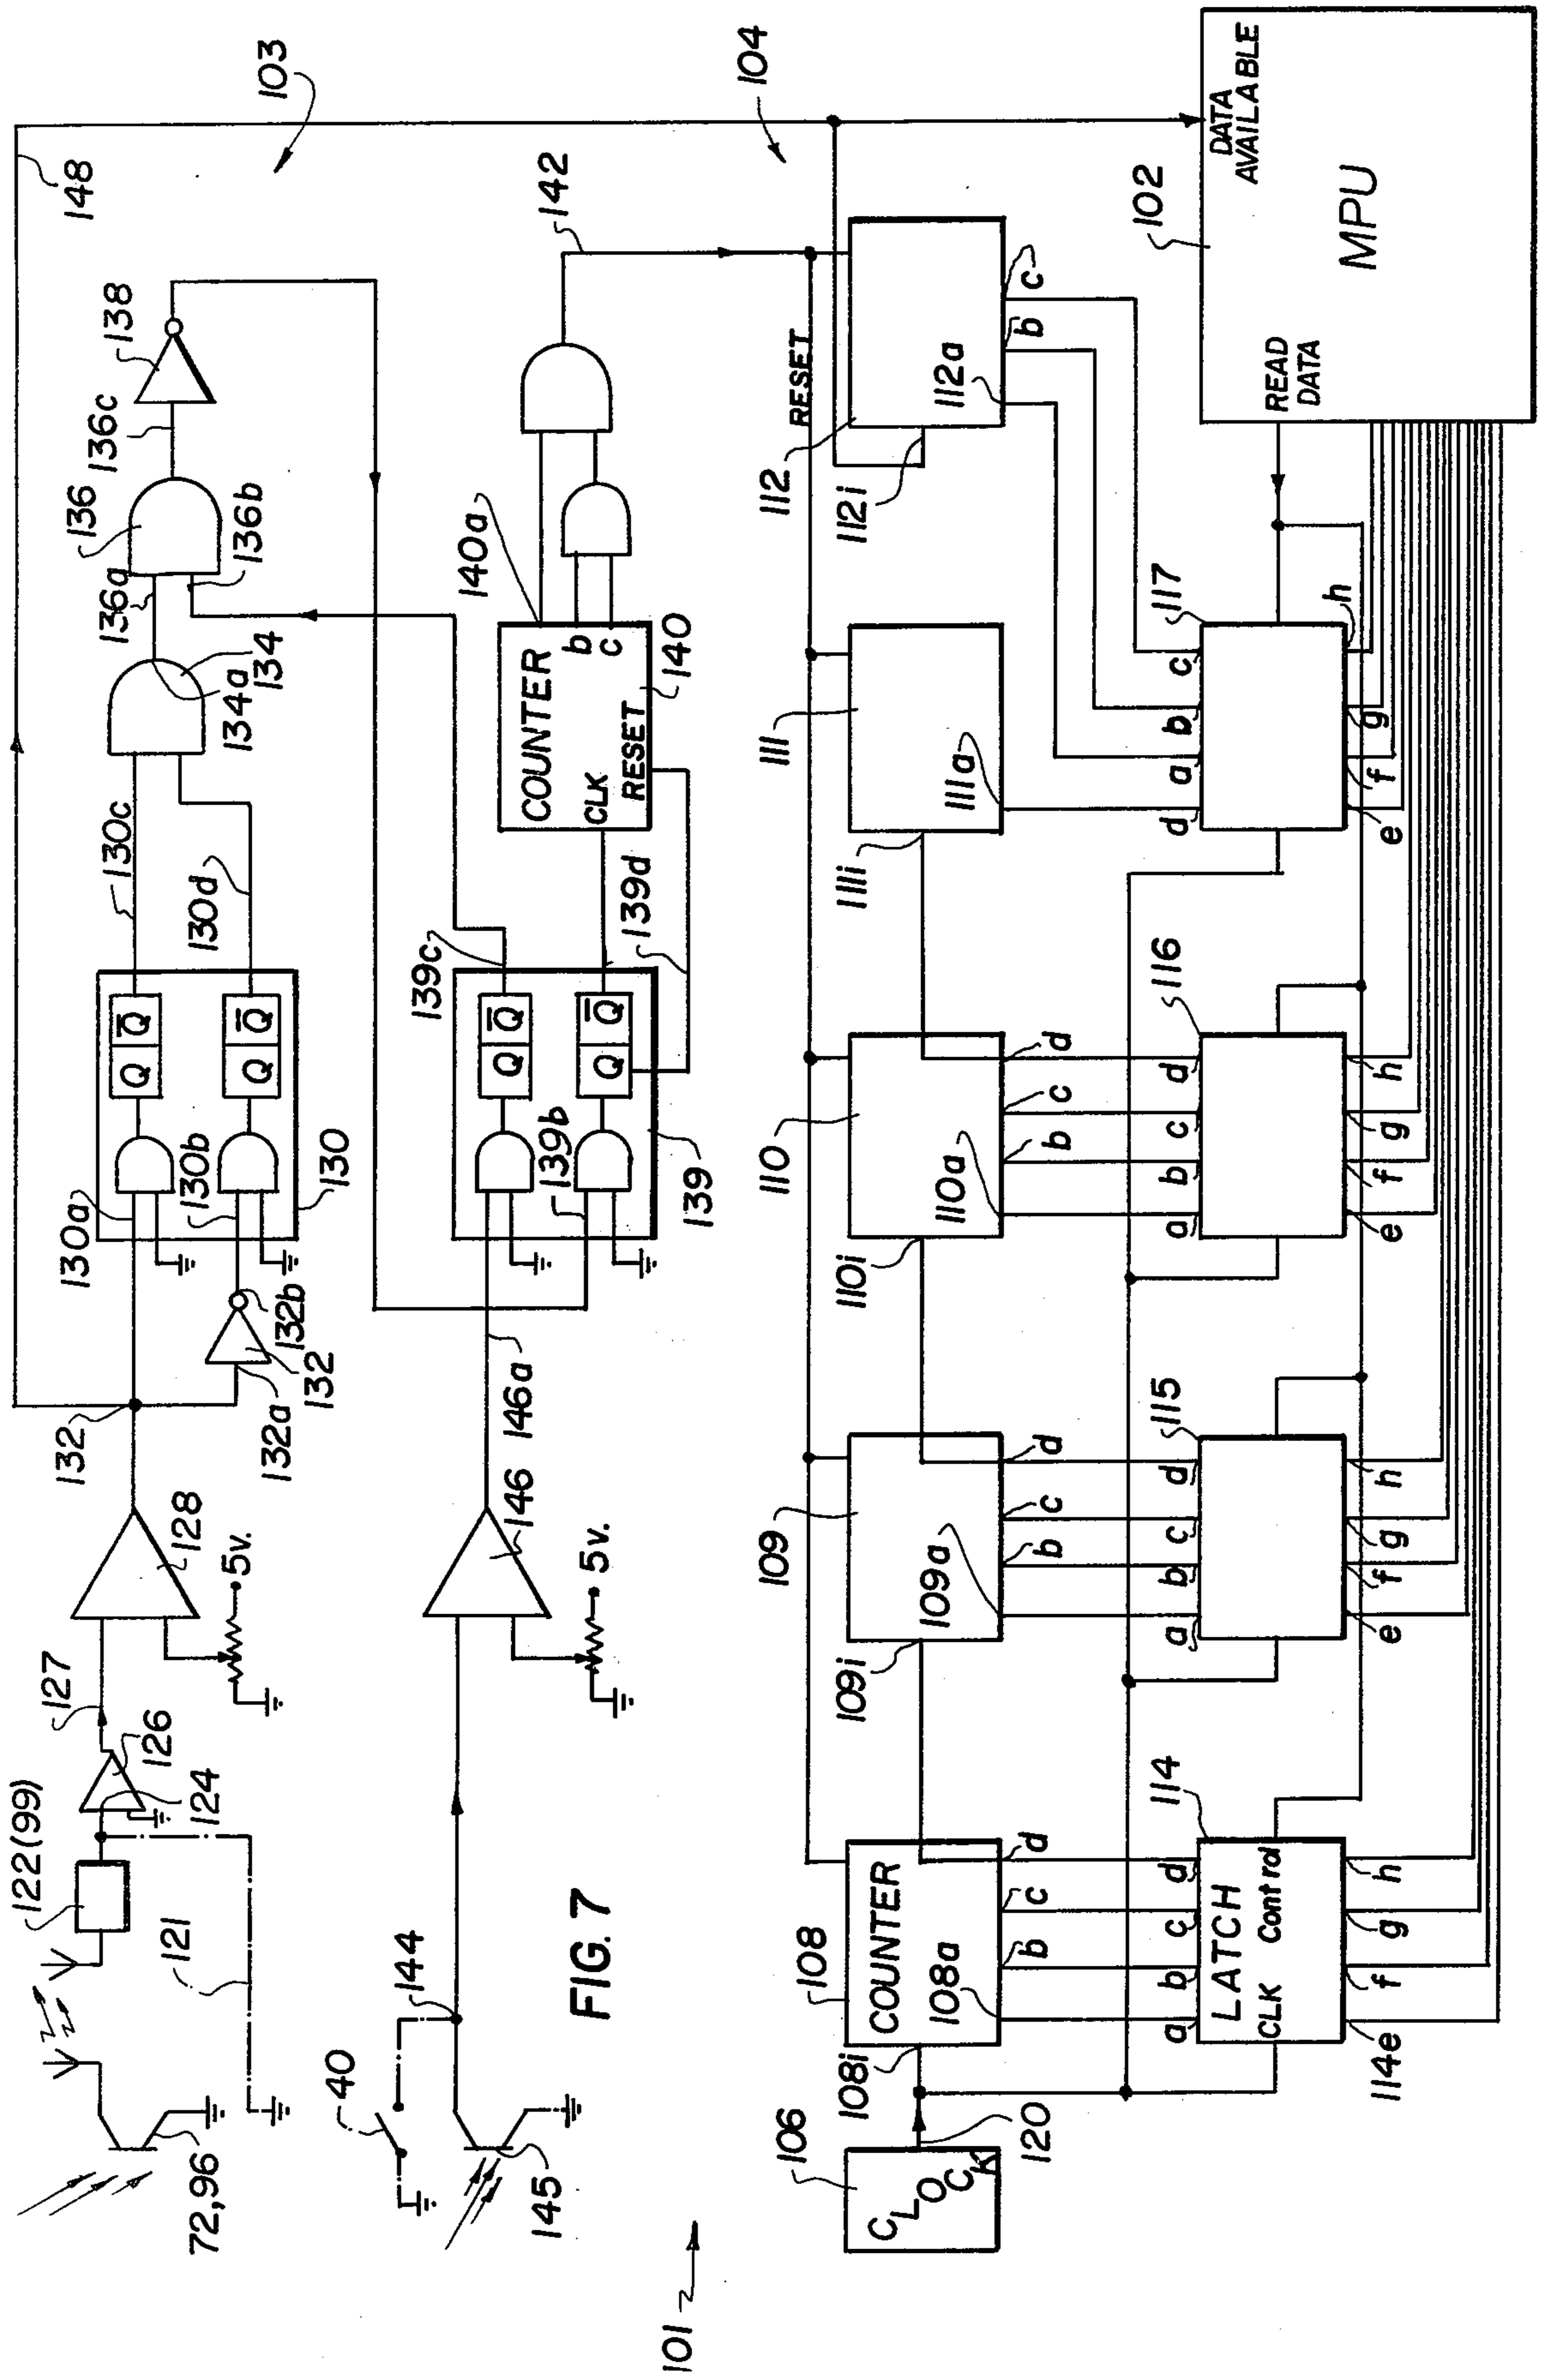 103
148
138
136c
136
136b
136a
134
134a
130c
130d
Q Q̅
Q Q̅
130b
130
130a
132b
132
132a
132
128
5v.
127
126
124
122(99)
121
72,96
142
140a
COUNTER
b
c
140
CLK
RESET
139d
139c
Q Q̅
Q Q̅
139b
139
146a
146
5v.
144
40
145
FIG. 7
101
104
RESET
112
112a
b
c
112i
111
111a
111i
110
110a
b
c
d
110i
109
109a
b
c
d
109i
108
COUNTER
108a
b
c
d
108i
106
CLOCK
120
102
DATA
AVAILABLE
MPU
READ
DATA
117
d
a
b
c
e
f
g
h
116
a
b
c
d
e
f
g
h
115
a
b
c
d
e
f
g
h
114
a
b
c
d
LATCH
CLK
Control
114e
f
g
h